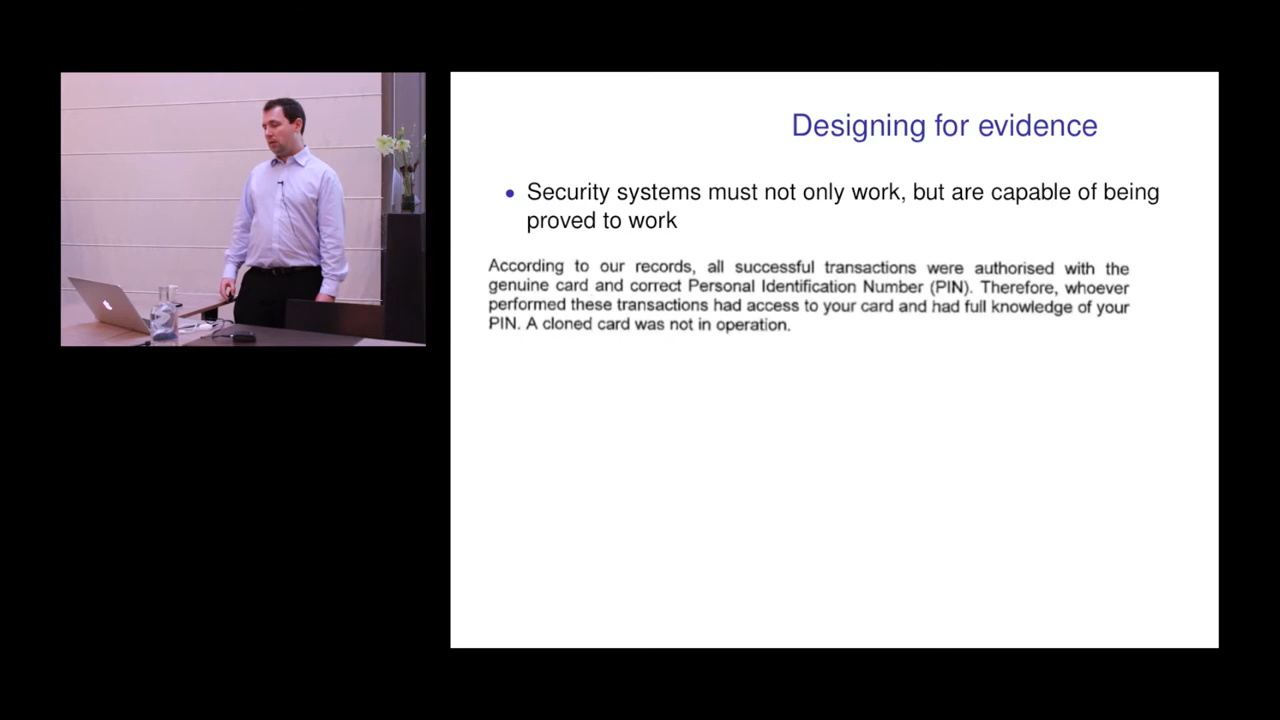 Designing for evidence
• Security systems must not only work, but are capable of being
proved to work
According to our records, all successful transactions were authorised with the
genuine card and correct Personal Identification Number (PIN). Therefore, whoever
performed these transactions had access to your card and had full knowledge of your
PIN. A cloned card was not in operation.